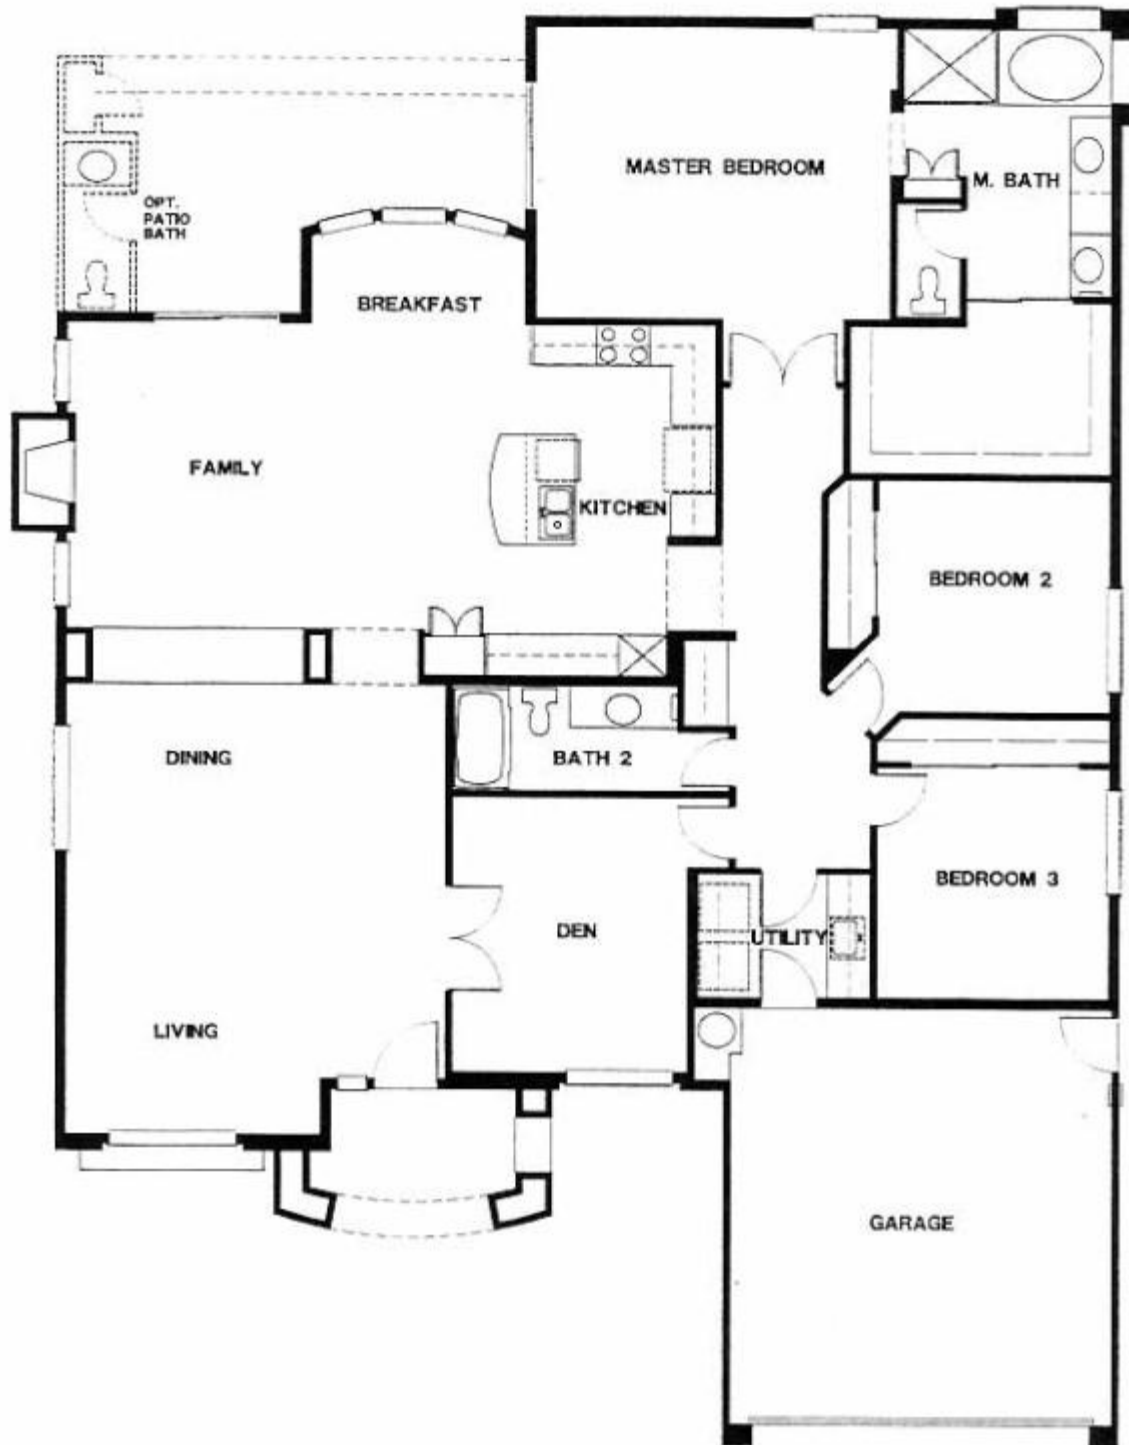 MASTER BEDROOM
M. BATH
OPT.
PATIO
BATH
BREAKFAST
FAMILY
KITCHEN
BEDROOM 2
DINING
BATH 2
BEDROOM 3
DEN
UTILITY
LIVING
GARAGE